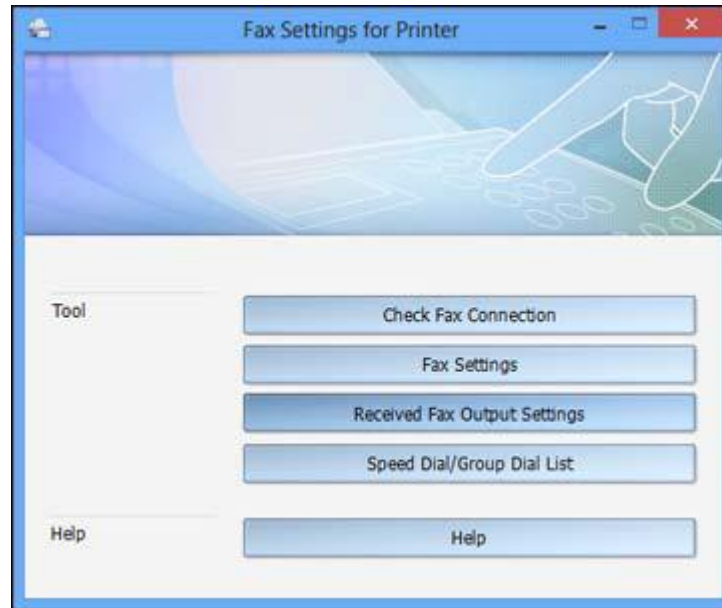 Fax Settings for Printer
Tool
Check Fax Connection
Fax Settings
Received Fax Output Settings
Speed Dial/Group Dial List
Help
Help